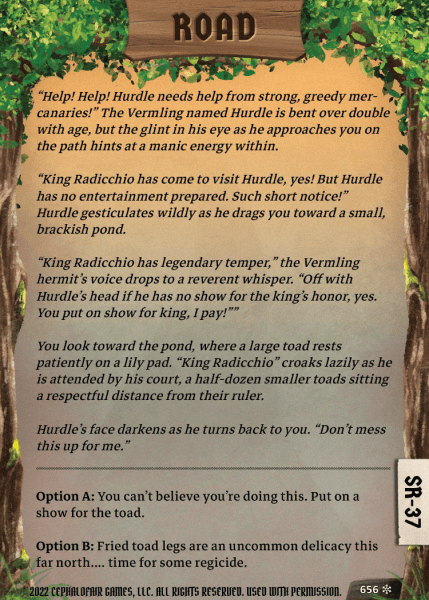 ROAD
“Help! Help! Hurdle needs help from strong, greedy mer-
canaries!” The Vermling named Hurdle is bent over double
with age, but the glint in his eye as he approaches you on
the path hints at a manic energy within.
“King Radicchio has come to visit Hurdle, yes! But Hurdle
has no entertainment prepared. Such short notice!”
Hurdle gesticulates wildly as he drags you toward a small,
brackish pond.
“King Radicchio has legendary temper,” the Vermling
hermit’s voice drops to a reverent whisper. “Off with
Hurdle’s head if he has no show for the king’s honor, yes.
You put on show for king, I pay!””
You look toward the pond, where a large toad rests
patiently on a lily pad. “King Radicchio” croaks lazily as he
is attended by his court, a half-dozen smaller toads sitting
a respectful distance from their ruler.
Hurdle’s face darkens as he turns back to you. “Don’t mess
this up for me.”
Option A: You can’t believe you’re doing this. Put on a
show for the toad.
Option B: Fried toad legs are an uncommon delicacy this
far north.... time for some regicide.
SR-37
2022 CEPHALOFAIR GAMES, LLC. ALL RIGHTS RESERVED. USED WITH PERMISSION.
656